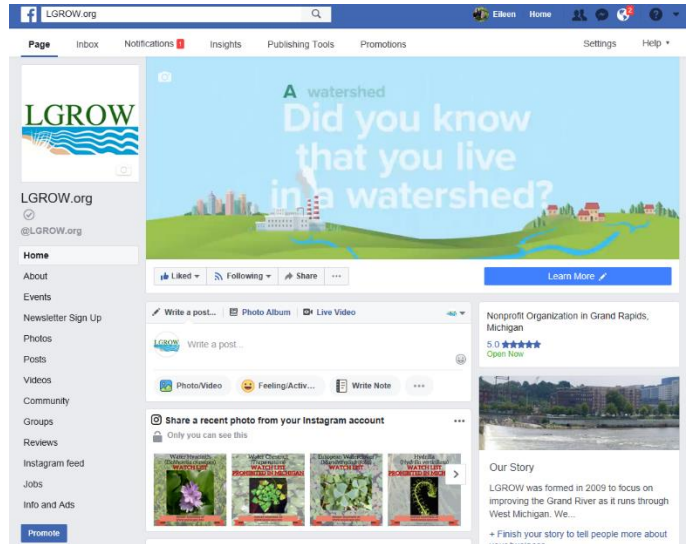 LGROW.org
Eileen Home 2
Page Inbox Notifications 1 Insights Publishing Tools Promotions Settings Help
LGROW
LGROW.org
@LGROW.org
Home
About
Events
Newsletter Sign Up
Photos
Posts
Videos
Community
Groups
Reviews
Instagram feed
Jobs
Info and Ads
Promote
A watershed
Did you know
that you live
in a watershed?
Liked Following Share
Learn More
Write a post... Photo Album Live Video
LGROW Write a post...
Photo/Video Feeling/Activ... Write Note
Share a recent photo from your Instagram account
Only you can see this
WATCH LIST
PROHIBITED IN MICHIGAN
WATCH LIST
WATCH LIST
Nonprofit Organization in Grand Rapids,
Michigan
5.0
Open Now
Our Story
LGROW was formed in 2009 to focus on
improving the Grand River as it runs through
West Michigan. We...
+ Finish your story to tell people more about